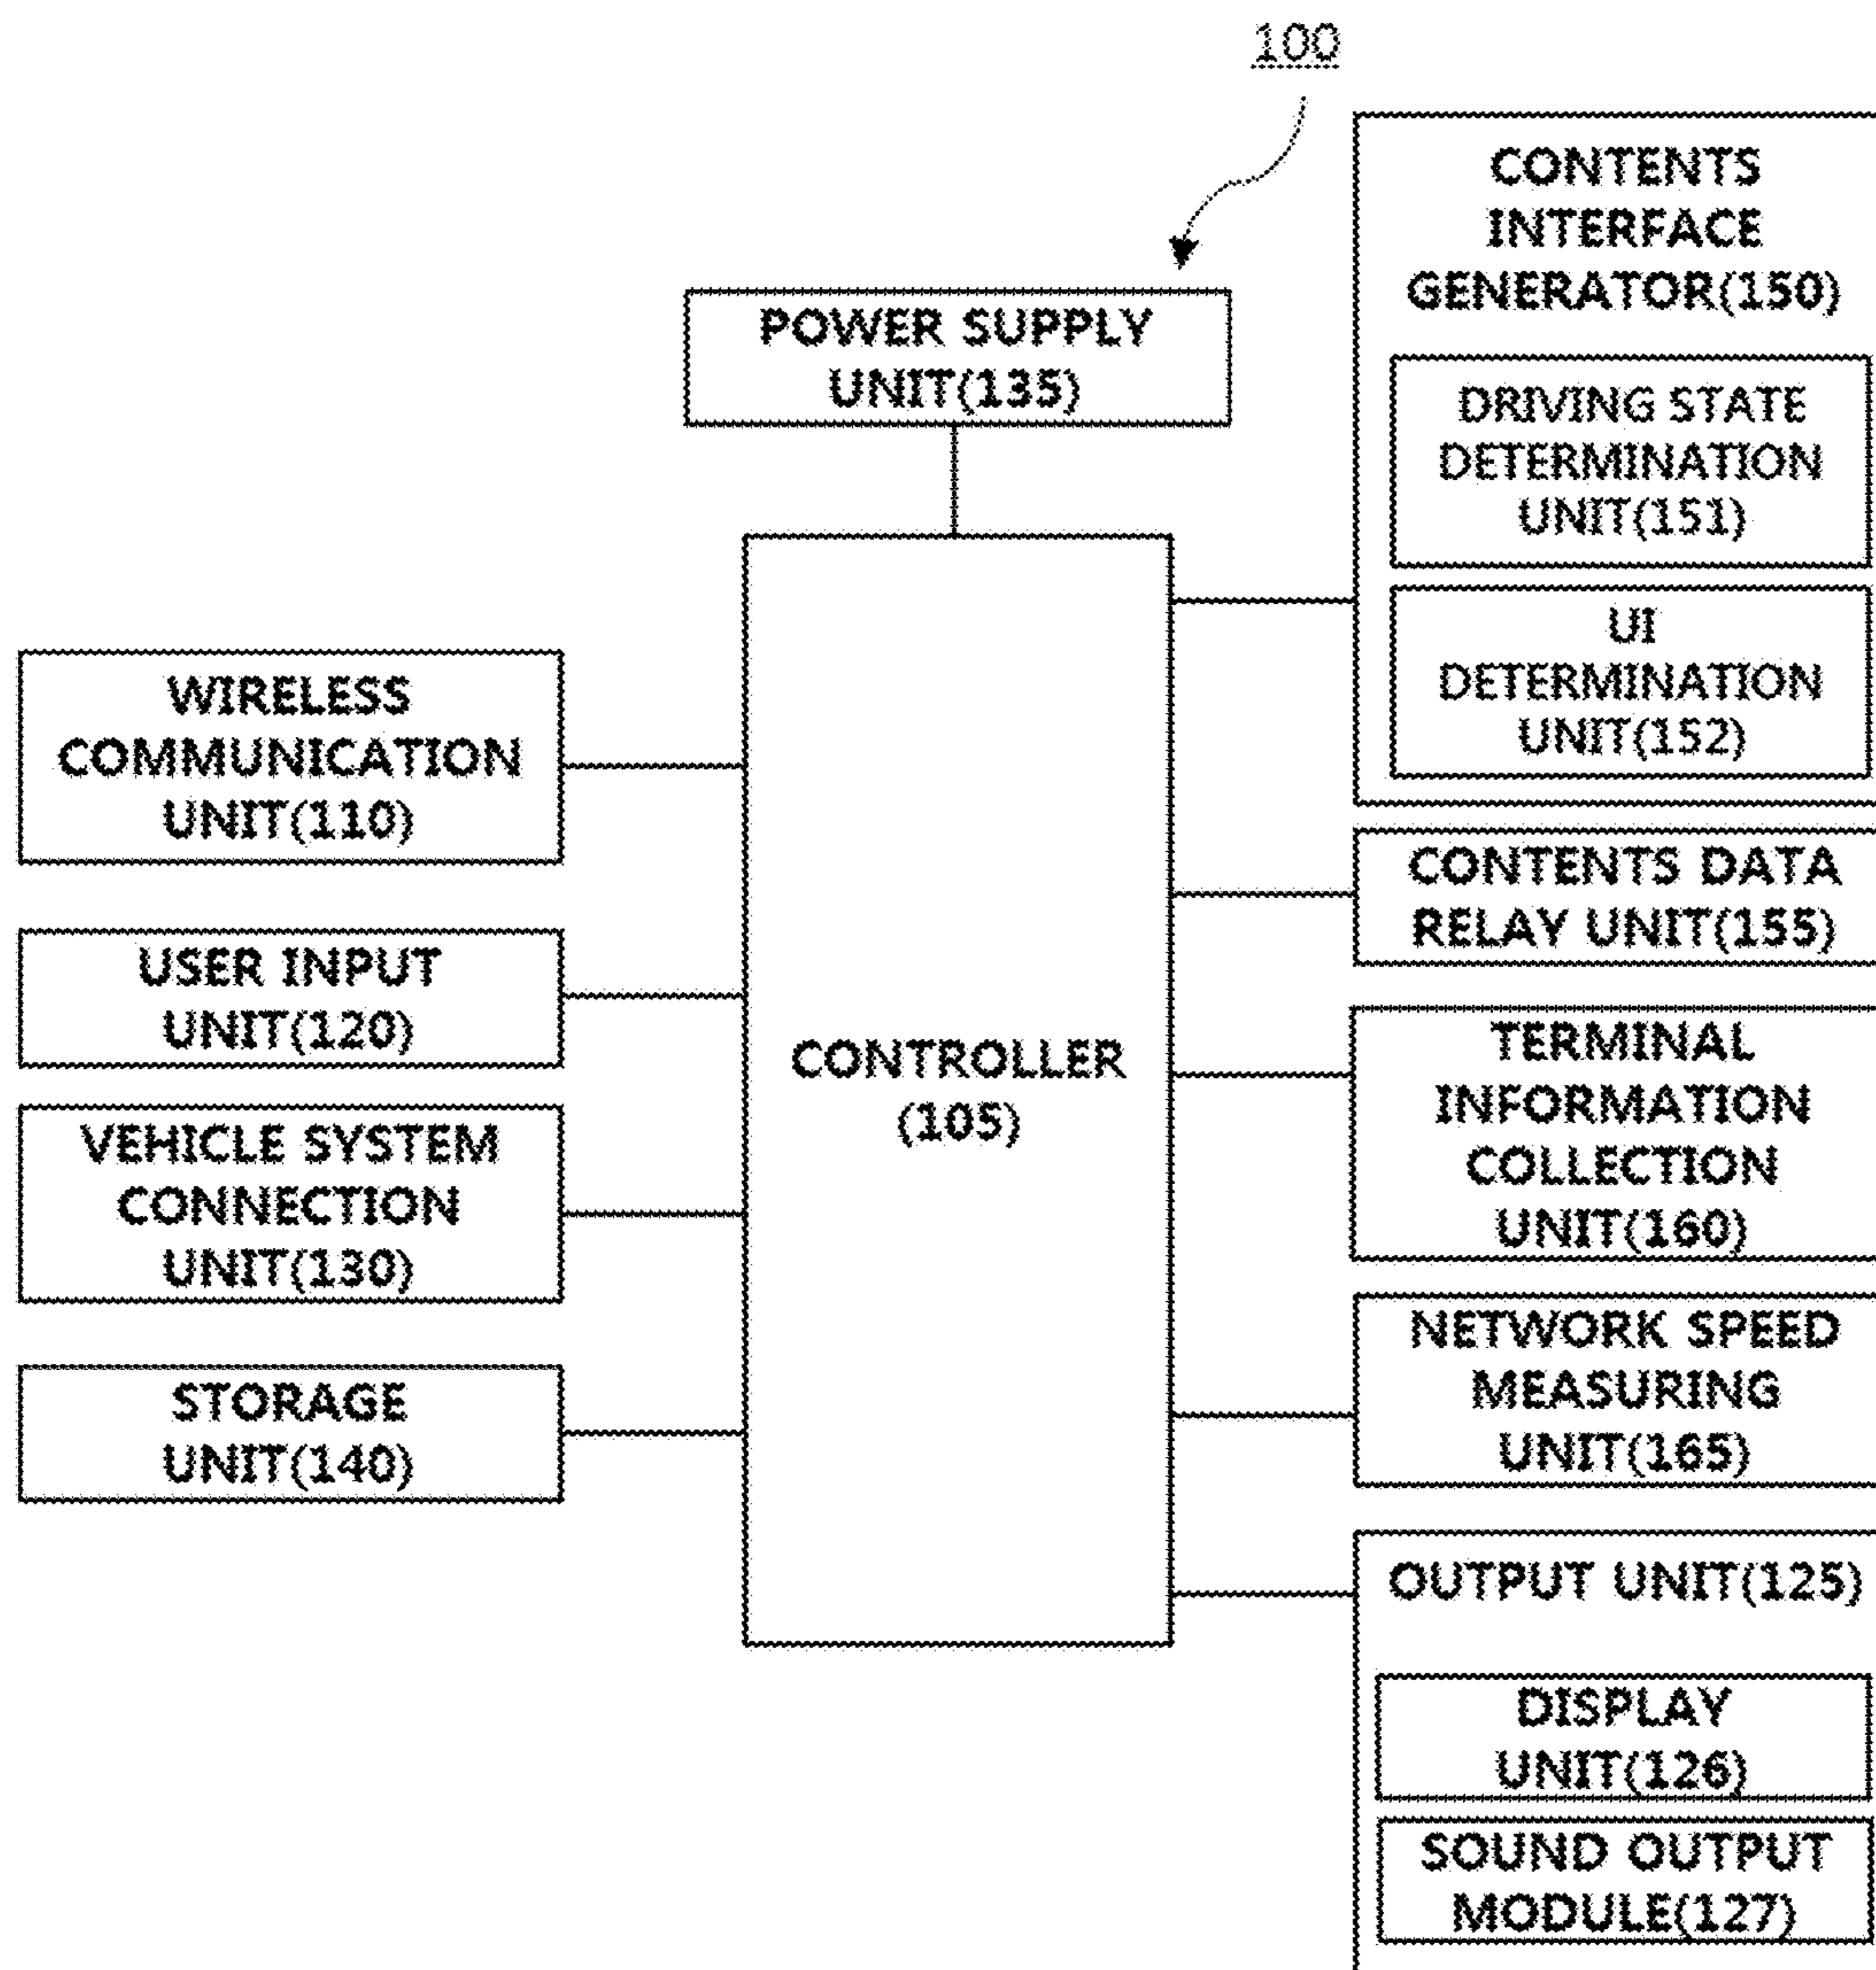 100
POWER SUPPLY
UNIT(135)
WIRELESS
COMMUNICATION
UNIT(110)
USER INPUT
UNIT(120)
VEHICLE SYSTEM
CONNECTION
UNIT(130)
STORAGE
UNIT(140)
CONTROLLER
(105)
CONTENTS
INTERFACE
GENERATOR(150)
DRIVING STATE
DETERMINATION
UNIT(151)
UI
DETERMINATION
UNIT(152)
CONTENTS DATA
RELAY UNIT(155)
TERMINAL
INFORMATION
COLLECTION
UNIT(160)
NETWORK SPEED
MEASURING
UNIT(165)
OUTPUT UNIT(125)
DISPLAY
UNIT(126)
SOUND OUTPUT
MODULE(127)